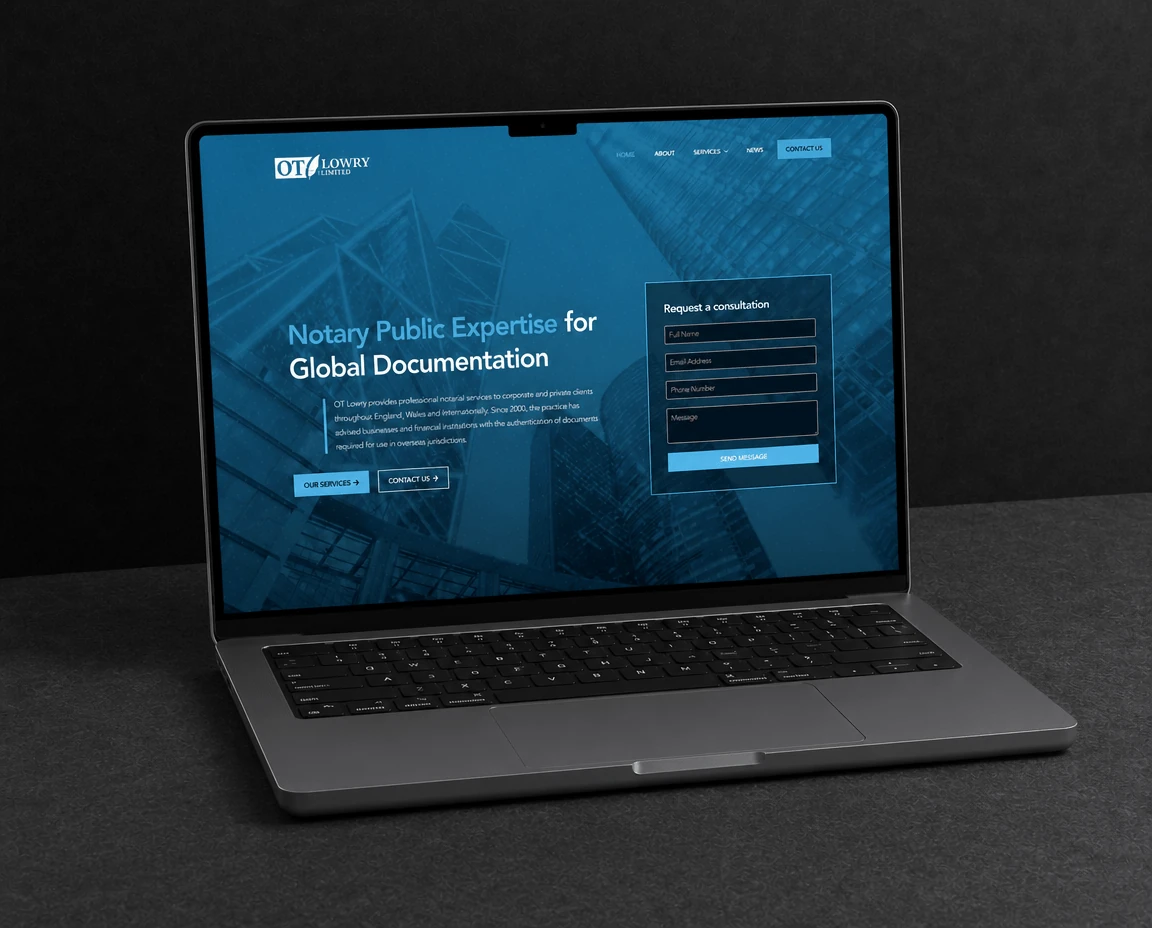 OT LOWRY
LIMITED
HOME ABOUT SERVICES NEWS CONTACT US
Notary Public Expertise for
Global Documentation
OT Lowry provides professional notarial services to corporate and private clients
throughout England, Wales and Internationally. Since 2000, the practice has
advised businesses and financial institutions with the authentication of documents
required for use in overseas jurisdictions.
OUR SERVICES → CONTACT US →
Request a consultation
Full Name
Email Address
Phone Number
Message
SEND MESSAGE